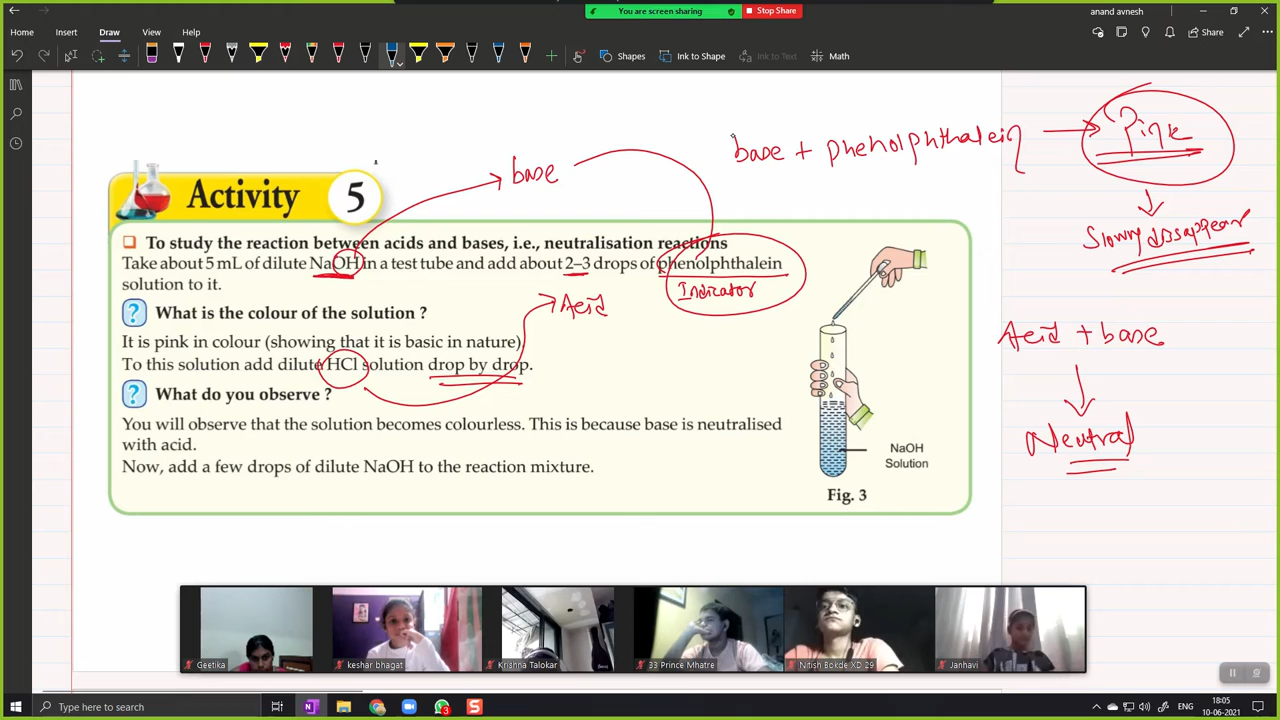 You are screen sharing
Stop Share
anand avnesh
Home Insert Draw View Help
Shapes Ink to Shape Ink to Text Math Share
base + phenolphthalein → Pink
Slowly dissappear
base
Activity 5
To study the reaction between acids and bases, i.e., neutralisation reactions
Take about 5 mL of dilute NaOH in a test tube and add about 2–3 drops of phenolphthalein
Indicator
solution to it.
Acid
What is the colour of the solution ?
It is pink in colour (showing that it is basic in nature).
To this solution add dilute HCl solution drop by drop.
What do you observe ?
You will observe that the solution becomes colourless. This is because base is neutralised
with acid.
Now, add a few drops of dilute NaOH to the reaction mixture.
NaOH
Solution
Fig. 3
Acid + base
Neutral
Geetika
keshar bhagat
Krishna Talokar
33 Prince Mhatre
Nitish Bokde XD 29
Janhavi
Type here to search
3
ENG
18:05
10-06-2021